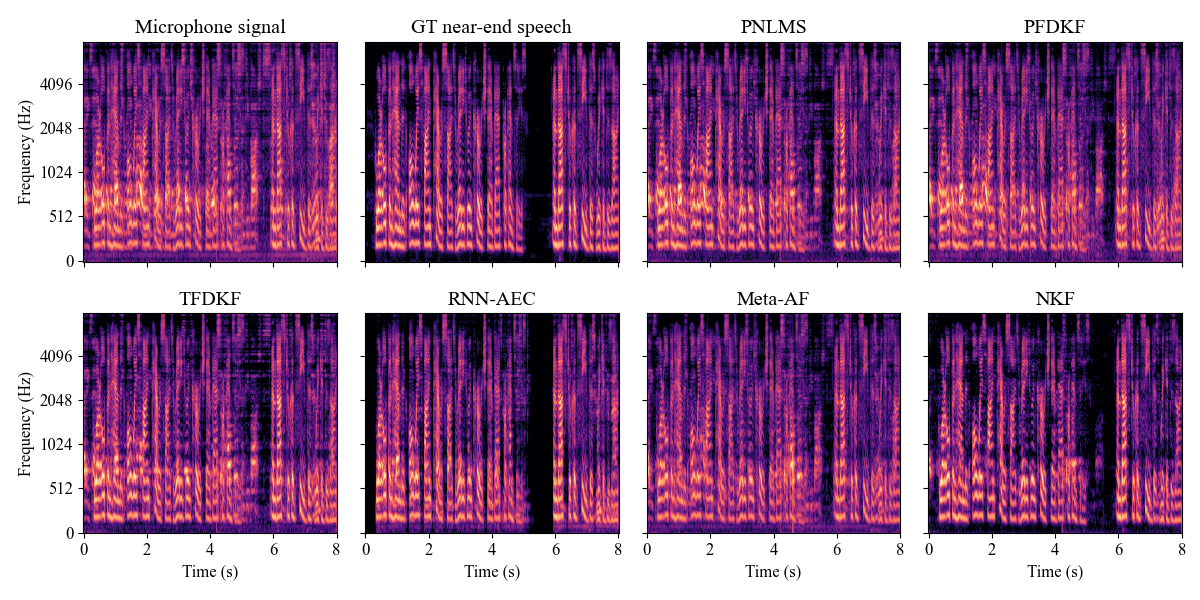 Microphone signal GT near-end speech PNLMS PFDKF
4096
2048
1024
512
0
Frequency (Hz)
TFDKF RNN-AEC Meta-AF NKF
4096
2048
1024
512
0
Frequency (Hz)
0 2 4 6 8 0 2 4 6 8 0 2 4 6 8 0 2 4 6 8
Time (s) Time (s) Time (s) Time (s)